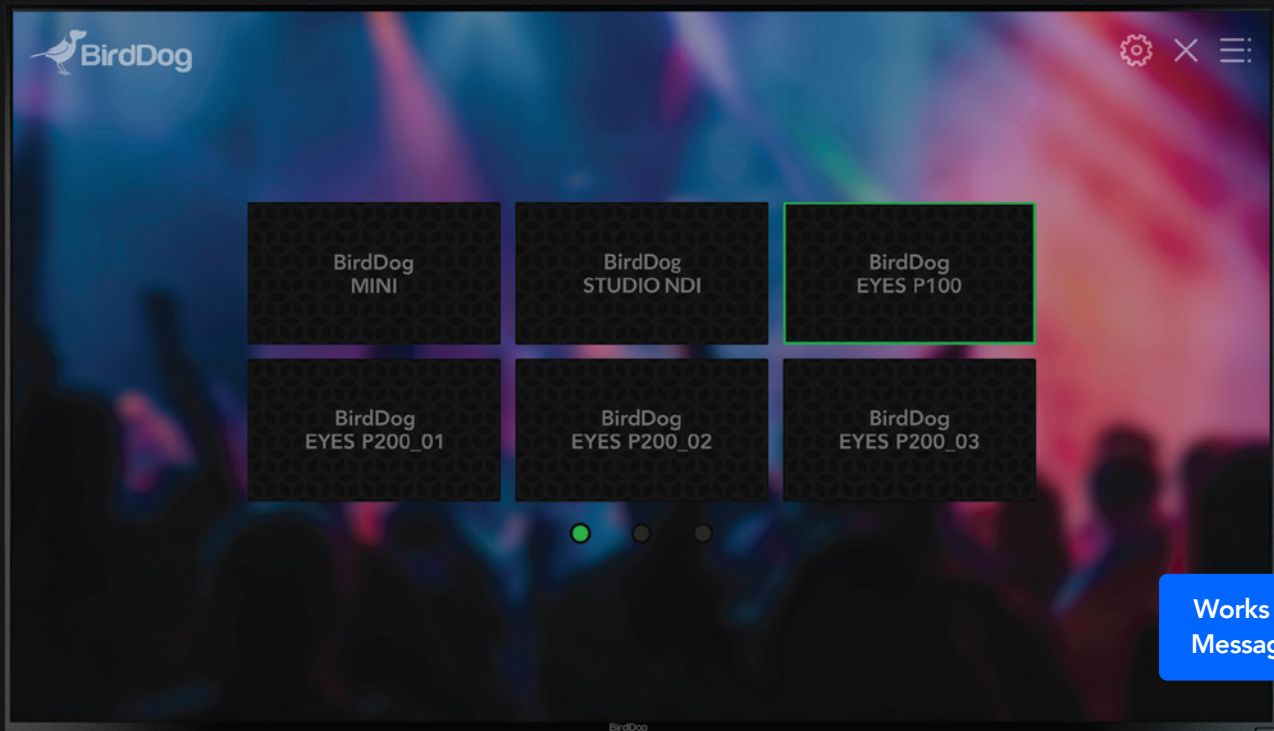 BirdDog
BirdDog
MINI
BirdDog
STUDIO NDI
BirdDog
EYES P100
BirdDog
EYES P200_01
BirdDog
EYES P200_02
BirdDog
EYES P200_03
Works
BirdDog